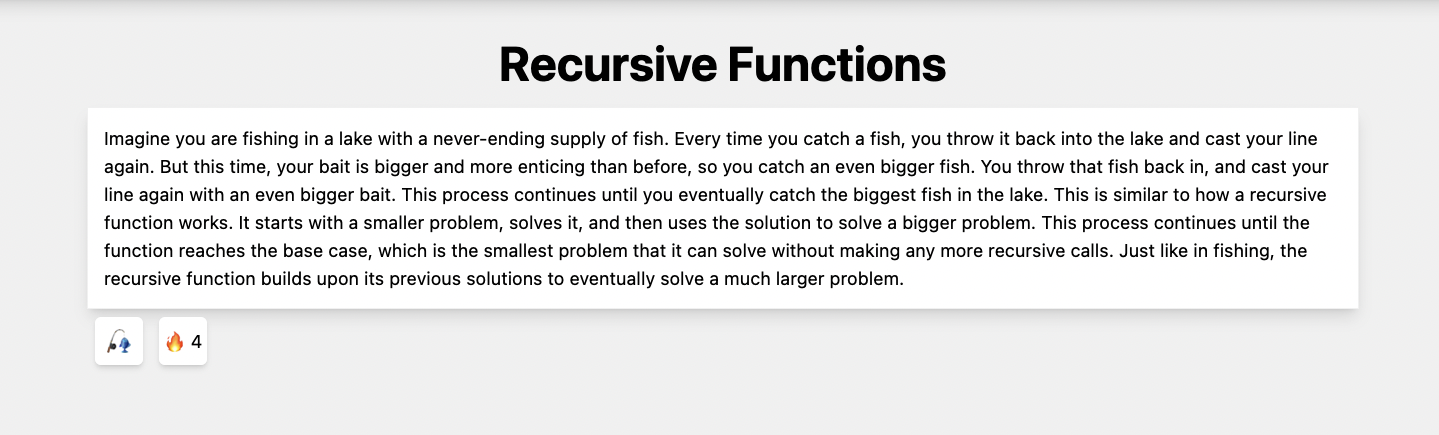 Recursive Functions
Imagine you are fishing in a lake with a never-ending supply of fish. Every time you catch a fish, you throw it back into the lake and cast your line
again. But this time, your bait is bigger and more enticing than before, so you catch an even bigger fish. You throw that fish back in, and cast your
line again with an even bigger bait. This process continues until you eventually catch the biggest fish in the lake. This is similar to how a recursive
function works. It starts with a smaller problem, solves it, and then uses the solution to solve a bigger problem. This process continues until the
function reaches the base case, which is the smallest problem that it can solve without making any more recursive calls. Just like in fishing, the
recursive function builds upon its previous solutions to eventually solve a much larger problem.
4